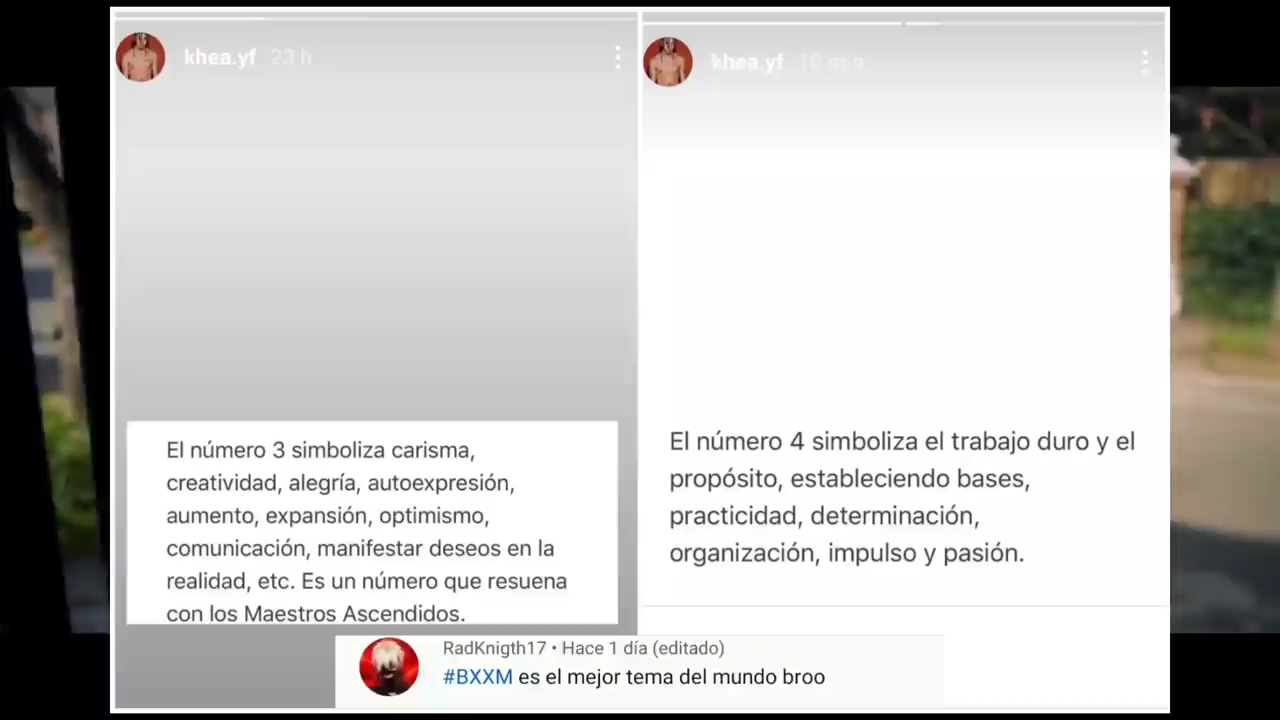 khea.yf 23 h
El número 3 simboliza carisma,
creatividad, alegría, autoexpresión,
aumento, expansión, optimismo,
comunicación, manifestar deseos en la
realidad, etc. Es un número que resuena
con los Maestros Ascendidos.
khea.yf
El número 4 simboliza el trabajo duro y el
propósito, estableciendo bases,
practicidad, determinación,
organización, impulso y pasión.
RadKnigth17 • Hace 1 día (editado)
#BXXM es el mejor tema del mundo broo